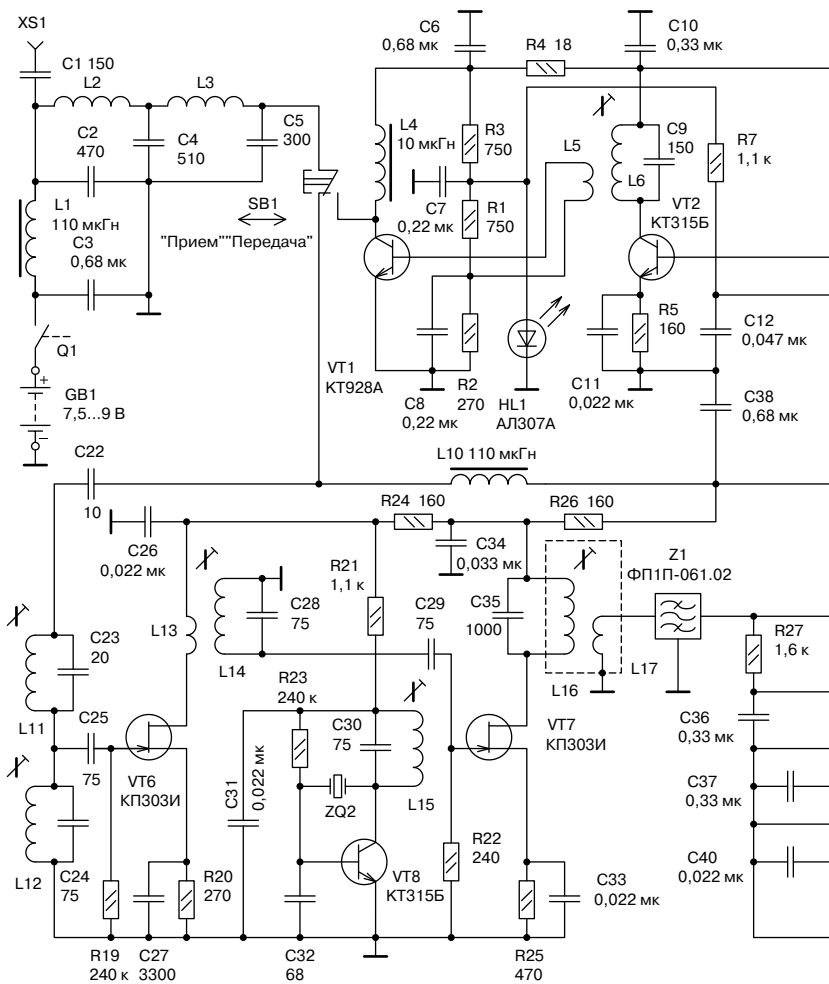 XS1
C1 150
L2
L3
C2
470
C4
510
C5
300
L1
110 мкГн
C3
0,68 мк
SB1
"Прием""Передача"
Q1
GB1
7,5...9 В
+
−
C6
0,68 мк
R4 18
C10
0,33 мк
L4
10 мкГн
R3
750
L5
C9
150
L6
R7
1,1 к
C7
0,22 мк
R1
750
VT2
КТ315Б
VT1
КТ928А
C8
0,22 мк
R2
270
HL1
АЛ307А
R5
160
C11
0,022 мк
C12
0,047 мк
C38
0,68 мк
C22
10
L10 110 мкГн
C26
0,022 мк
R24 160
R26 160
C34
0,033 мк
Z1
ФП1П-061.02
L13
L14
C28
75
R21
1,1 к
C29
75
C35
1000
L16
L17
R27
1,6 к
C23
20
L11
C25
75
VT6
КП303И
R23
240 к
C30
75
C31
0,022 мк
ZQ2
L15
VT7
КП303И
C36
0,33 мк
C37
0,33 мк
L12
C24
75
R20
270
VT8
КТ315Б
R22
240
C33
0,022 мк
C40
0,022 мк
R19
240 к
C27
3300
C32
68
R25
470